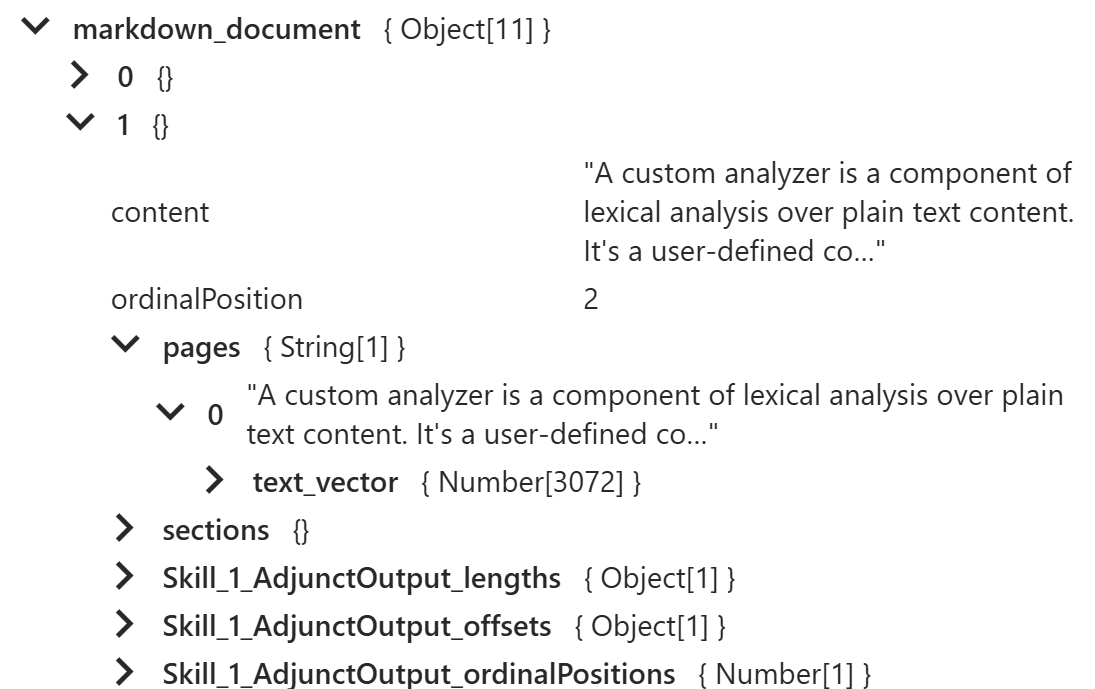 markdown_document { Object[11] }
0 {}
1 {}
"A custom analyzer is a component of
content lexical analysis over plain text content.
It's a user-defined co..."
ordinalPosition 2
pages { String[1] }
"A custom analyzer is a component of lexical analysis over plain
0 text content. It's a user-defined co..."
text_vector { Number[3072] }
sections {}
Skill_1_AdjunctOutput_lengths { Object[1] }
Skill_1_AdjunctOutput_offsets { Object[1] }
Skill_1_AdjunctOutput_ordinalPositions { Number[1] }